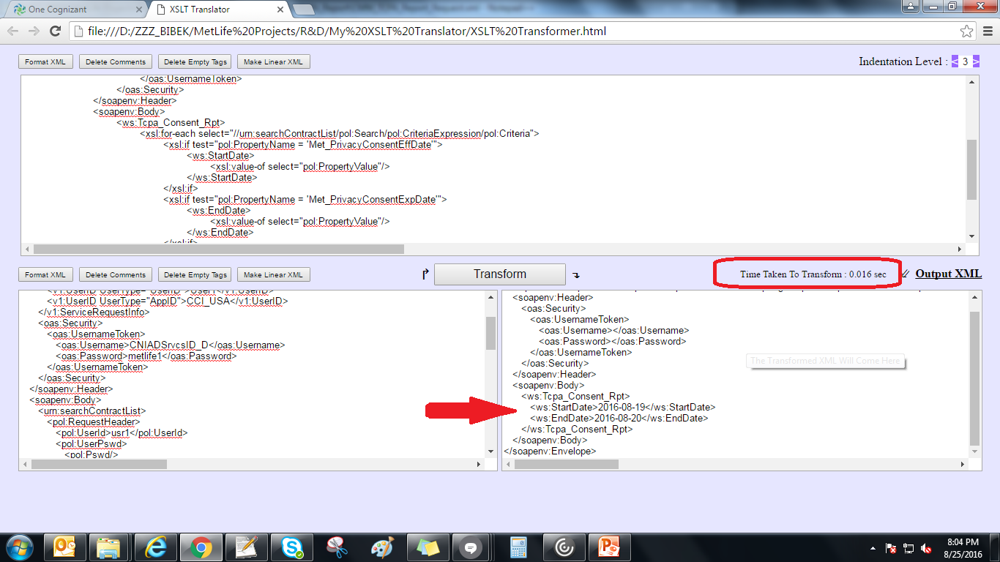 One Cognizant
XSLT Translator
file:///D:/ZZZ_BIBEK/MetLife%20Projects/R&D/My%20XSLT%20Translator/XSLT%20Transformer.html
Format XML Delete Comments Delete Empty Tags Make Linear XML Indentation Level : < 3 >
</oas:UsernameToken>
</oas:Security>
</soapenv:Header>
<soapenv:Body>
<ws:Tcpa_Consent_Rpt>
<xsl:for-each select="//urn:searchContractList/pol:Search/pol:CriteriaExpression/pol:Criteria">
<xsl:if test="pol:PropertyName = 'Met_PrivacyConsentEffDate'">
<ws:StartDate>
<xsl:value-of select="pol:PropertyValue"/>
</ws:StartDate>
</xsl:if>
<xsl:if test="pol:PropertyName = 'Met_PrivacyConsentExpDate'">
<ws:EndDate>
<xsl:value-of select="pol:PropertyValue"/>
</ws:EndDate>
</xsl:if>
Format XML Delete Comments Delete Empty Tags Make Linear XML Transform Time Taken To Transform : 0.016 sec Output XML
<v1:UserID UserType="AppID">CCI_USA</v1:UserID>
</v1:ServiceRequestInfo>
<oas:Security>
<oas:UsernameToken>
<oas:Username>CNIADSrvcsID_D</oas:Username>
<oas:Password>metlife1</oas:Password>
</oas:UsernameToken>
</oas:Security>
</soapenv:Header>
<soapenv:Body>
<urn:searchContractList>
<pol:RequestHeader>
<pol:UserId>usr1</pol:UserId>
<pol:UserPswd>
<pol:Pswd/>
<soapenv:Header>
<oas:Security>
<oas:UsernameToken>
<oas:Username></oas:Username>
<oas:Password></oas:Password>
</oas:UsernameToken>
</oas:Security>
</soapenv:Header>
<soapenv:Body>
<ws:Tcpa_Consent_Rpt>
<ws:StartDate>2016-08-19</ws:StartDate>
<ws:EndDate>2016-08-20</ws:EndDate>
</ws:Tcpa_Consent_Rpt>
</soapenv:Body>
</soapenv:Envelope>
The Transformed XML Will Come Here
8:04 PM
8/25/2016